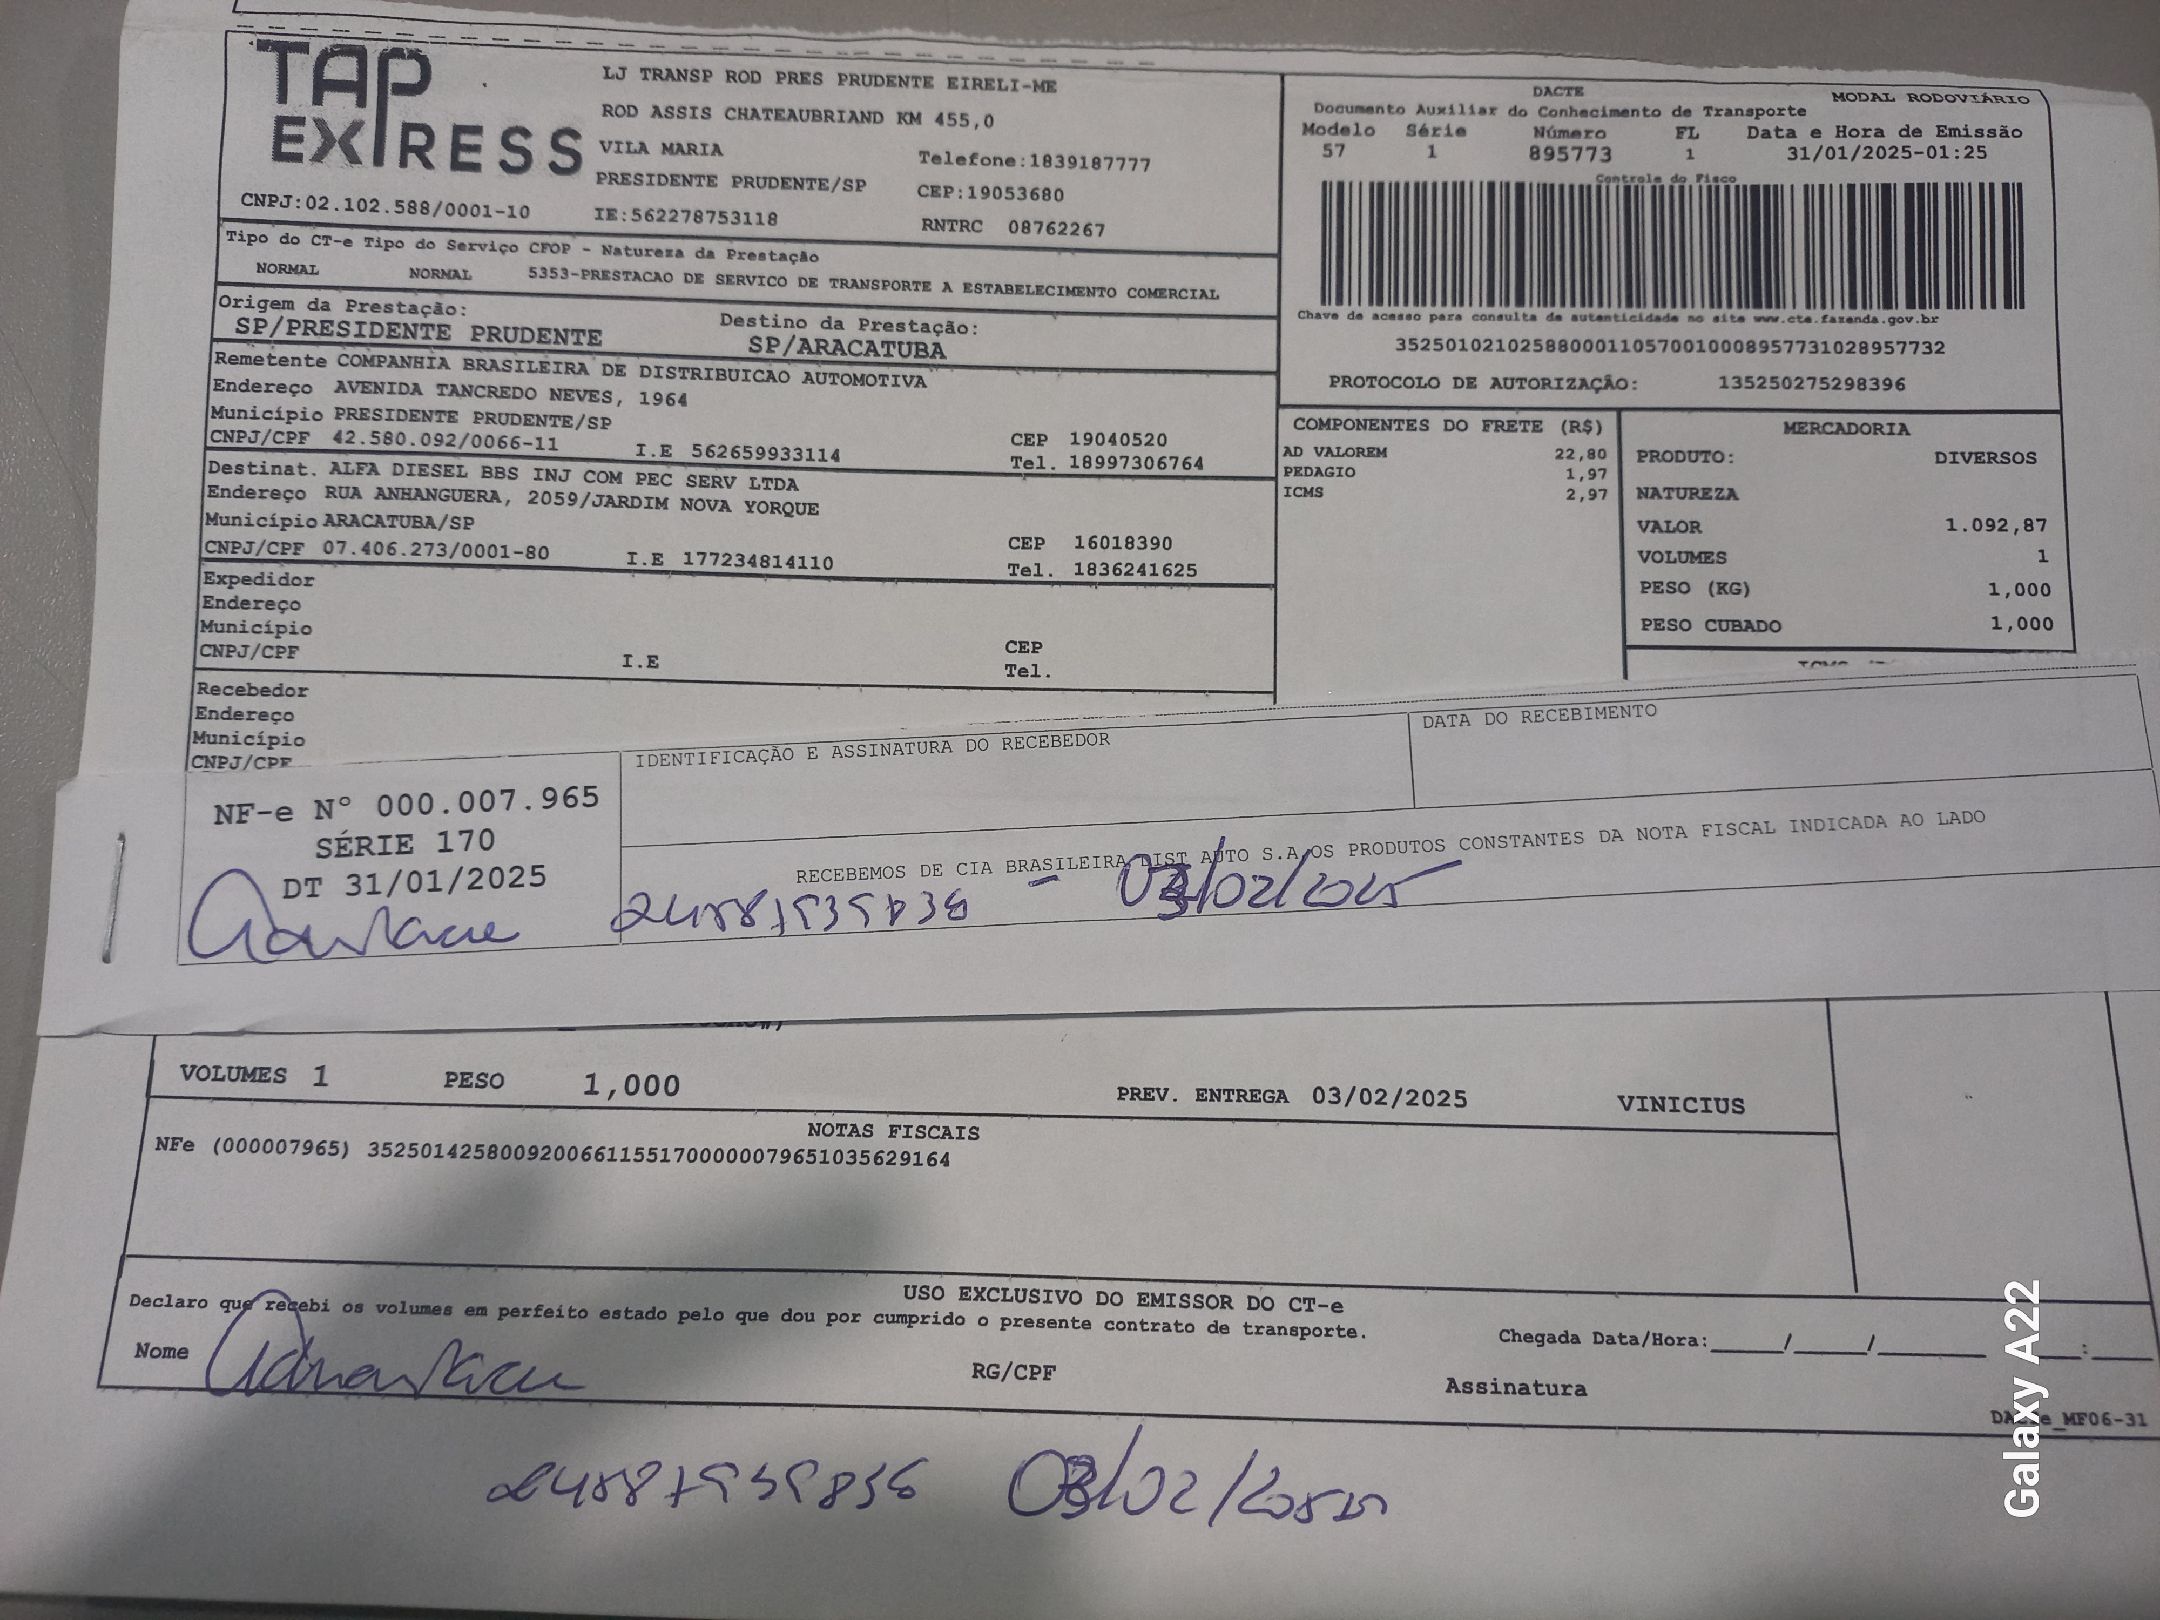 TAP EXPRESS
LJ TRANSP ROD PRES PRUDENTE EIRELI-ME
ROD ASSIS CHATEAUBRIAND KM 455,0
VILA MARIA Telefone:1839187777
PRESIDENTE PRUDENTE/SP CEP:19053680
CNPJ:02.102.588/0001-10 IE:562278753118 RNTRC 08762267
DACTE MODAL RODOVIÁRIO
Documento Auxiliar do Conhecimento de Transporte
Modelo Série Número FL Data e Hora de Emissão
57 1 895773 1 31/01/2025-01:25
Controle do Fisco
Chave de acesso para consulta de autenticidade no site www.cte.fazenda.gov.br
35250102102588000110570010008957731028957732
PROTOCOLO DE AUTORIZAÇÃO: 135250275298396
Tipo do CT-e Tipo do Serviço CFOP - Natureza da Prestação
NORMAL NORMAL 5353-PRESTACAO DE SERVICO DE TRANSPORTE A ESTABELECIMENTO COMERCIAL
Origem da Prestação: Destino da Prestação:
SP/PRESIDENTE PRUDENTE SP/ARACATUBA
Remetente COMPANHIA BRASILEIRA DE DISTRIBUICAO AUTOMOTIVA
Endereço AVENIDA TANCREDO NEVES, 1964
Município PRESIDENTE PRUDENTE/SP CEP 19040520
CNPJ/CPF 42.580.092/0066-11 I.E 562659933114 Tel. 18997306764
Destinat. ALFA DIESEL BBS INJ COM PEC SERV LTDA
Endereço RUA ANHANGUERA, 2059/JARDIM NOVA YORQUE
Município ARACATUBA/SP CEP 16018390
CNPJ/CPF 07.406.273/0001-80 I.E 177234814110 Tel. 1836241625
Expedidor
Endereço
Município CEP
CNPJ/CPF I.E Tel.
Recebedor
Endereço
Município
CNPJ/CPF
COMPONENTES DO FRETE (R$)
AD VALOREM 22,80
PEDAGIO 1,97
ICMS 2,97
MERCADORIA
PRODUTO: DIVERSOS
NATUREZA
VALOR 1.092,87
VOLUMES 1
PESO (KG) 1,000
PESO CUBADO 1,000
IDENTIFICAÇÃO E ASSINATURA DO RECEBEDOR DATA DO RECEBIMENTO
NF-e Nº 000.007.965
SÉRIE 170
DT 31/01/2025
RECEBEMOS DE CIA BRASILEIRA DIST AUTO S.A OS PRODUTOS CONSTANTES DA NOTA FISCAL INDICADA AO LADO
- 03/02/2025
VOLUMES 1 PESO 1,000 PREV. ENTREGA 03/02/2025 VINICIUS
NOTAS FISCAIS
NFe (000007965) 35250142580092006611551700000079651035629164
USO EXCLUSIVO DO EMISSOR DO CT-e
Declaro que recebi os volumes em perfeito estado pelo que dou por cumprido o presente contrato de transporte.
Chegada Data/Hora:_____/_____/_______ ____:____
Nome RG/CPF Assinatura
DACTe_MF06-31
03/02/2025
Galaxy A22